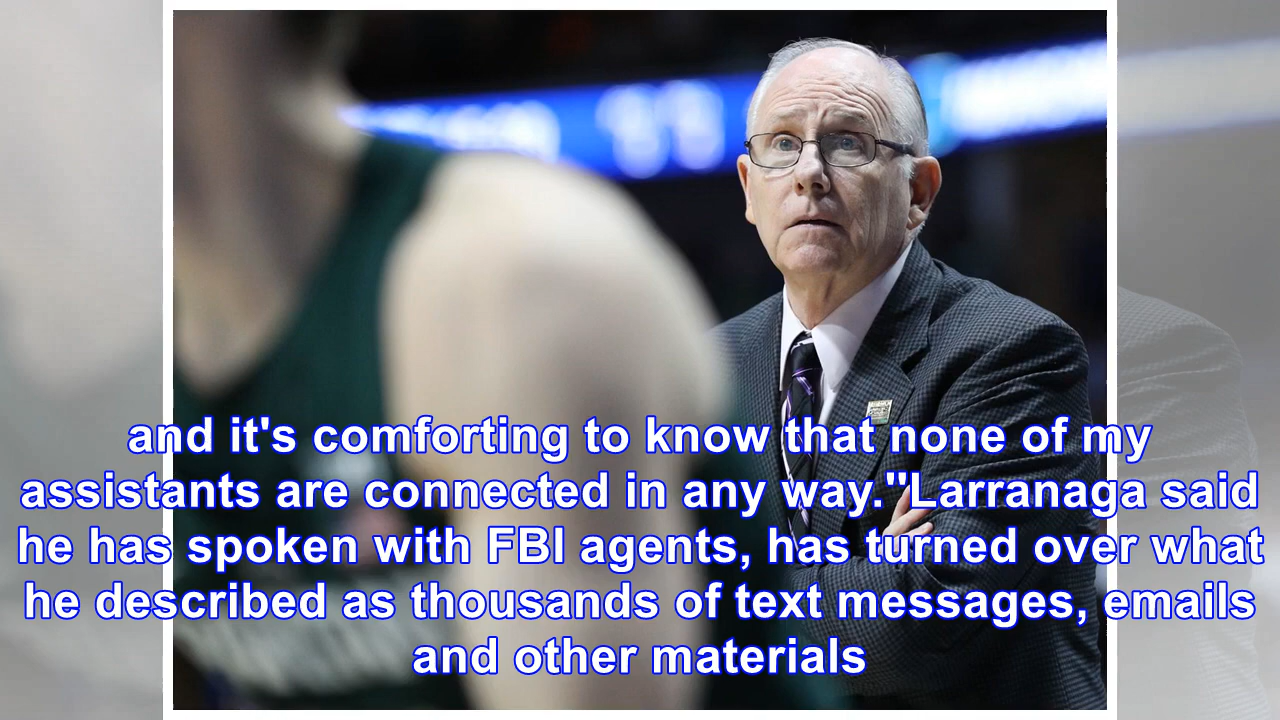 and it's comforting to know that none of my
assistants are connected in any way."Larranaga said
he has spoken with FBI agents, has turned over what
he described as thousands of text messages, emails
and other materials